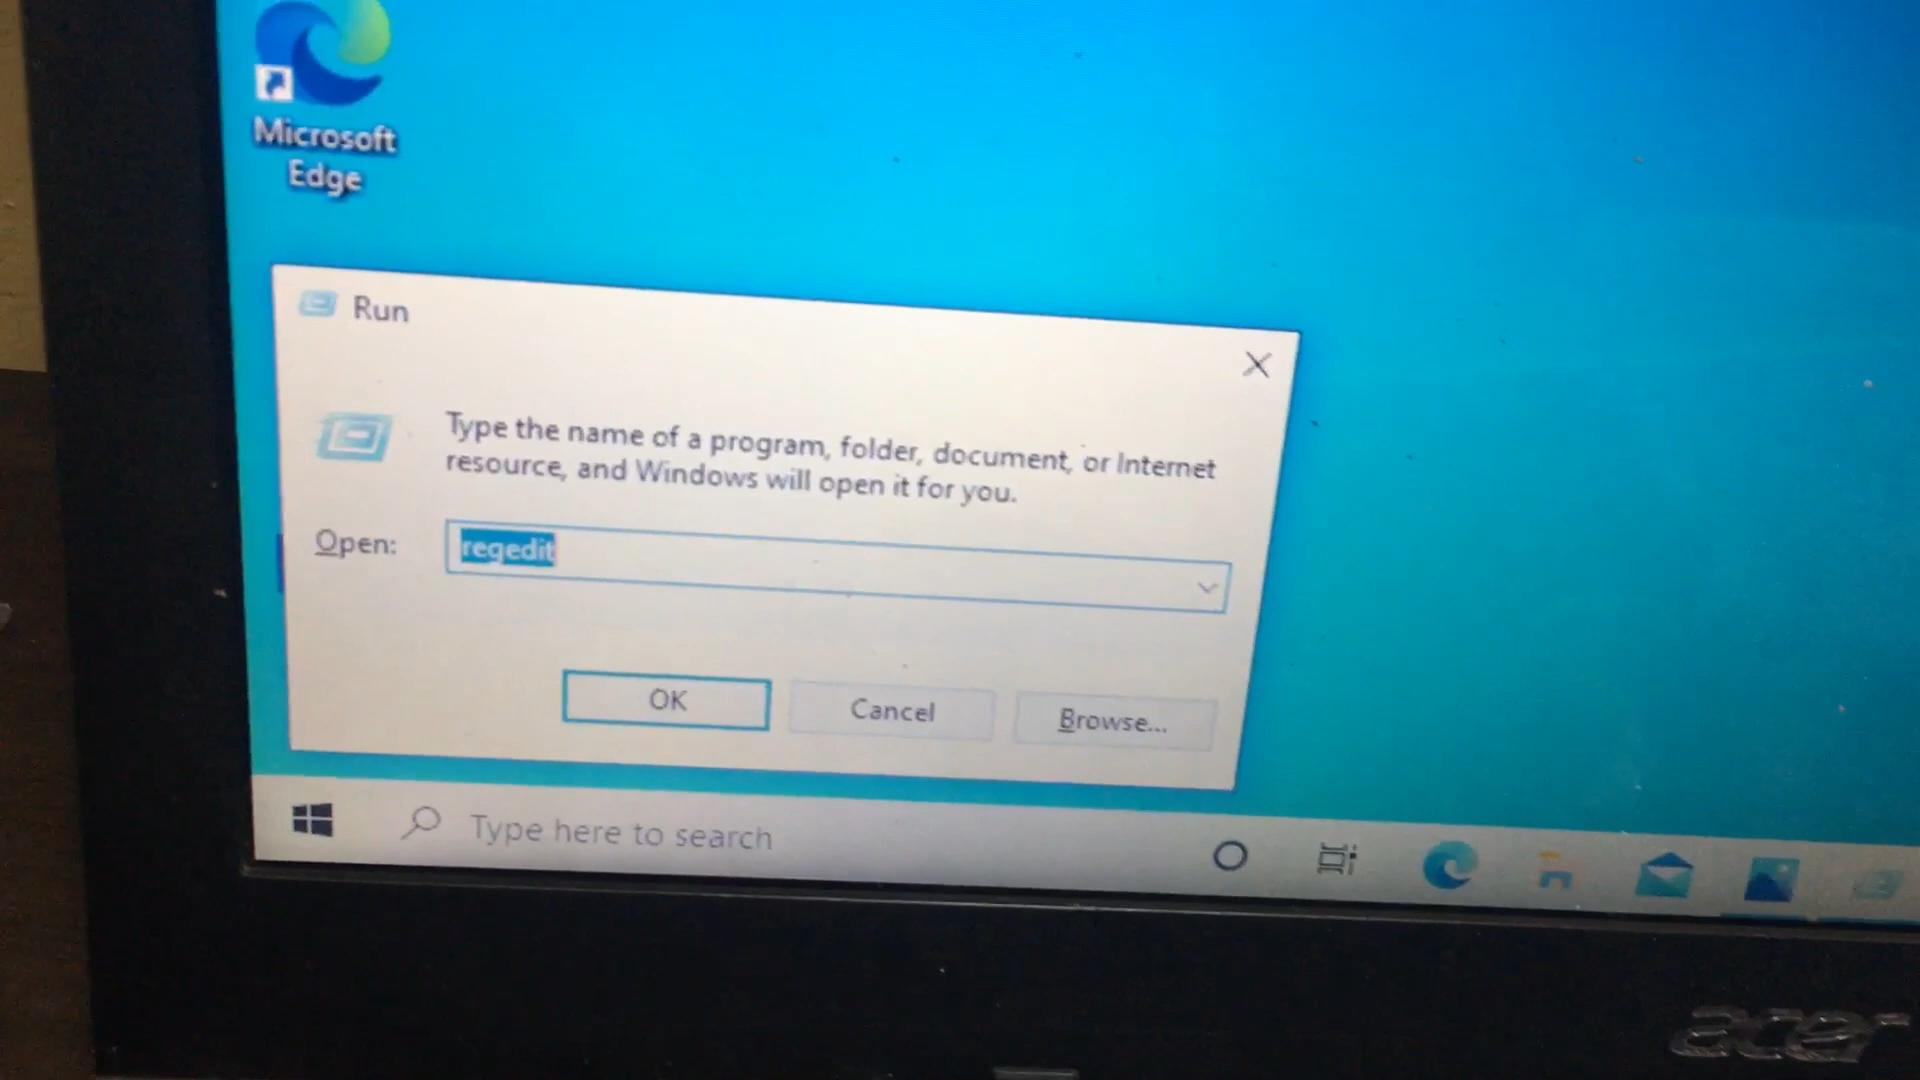 Microsoft
Edge
Run
Type the name of a program, folder, document, or Internet
resource, and Windows will open it for you.
Open:
regedit
OK
Cancel
Browse...
Type here to search
acer